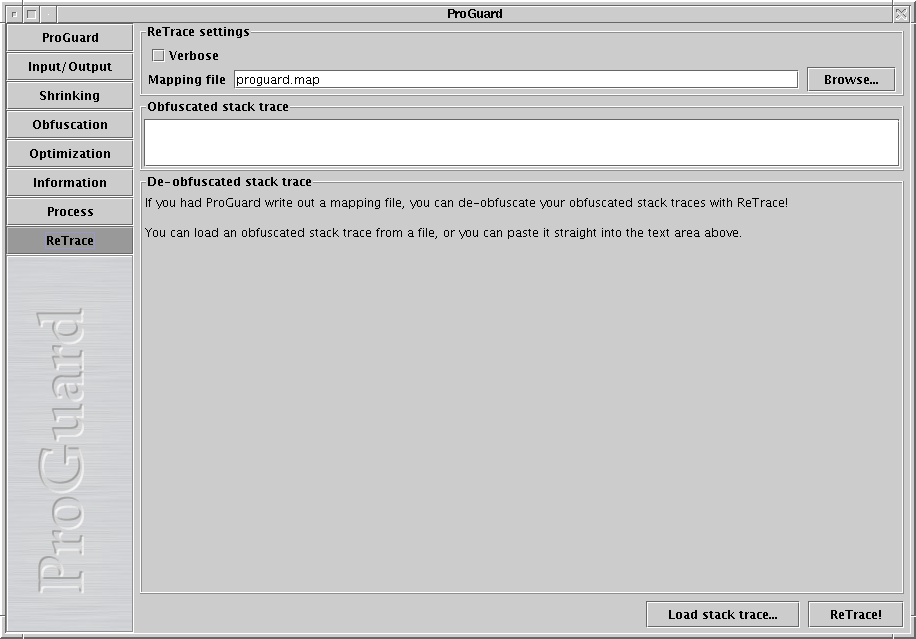 ProGuard
ProGuard
Input/Output
Shrinking
Obfuscation
Optimization
Information
Process
ReTrace
ProGuard
ReTrace settings
Verbose
Mapping file proguard.map Browse...
Obfuscated stack trace
De-obfuscated stack trace
If you had ProGuard write out a mapping file, you can de-obfuscate your obfuscated stack traces with ReTrace!
You can load an obfuscated stack trace from a file, or you can paste it straight into the text area above.
Load stack trace... ReTrace!